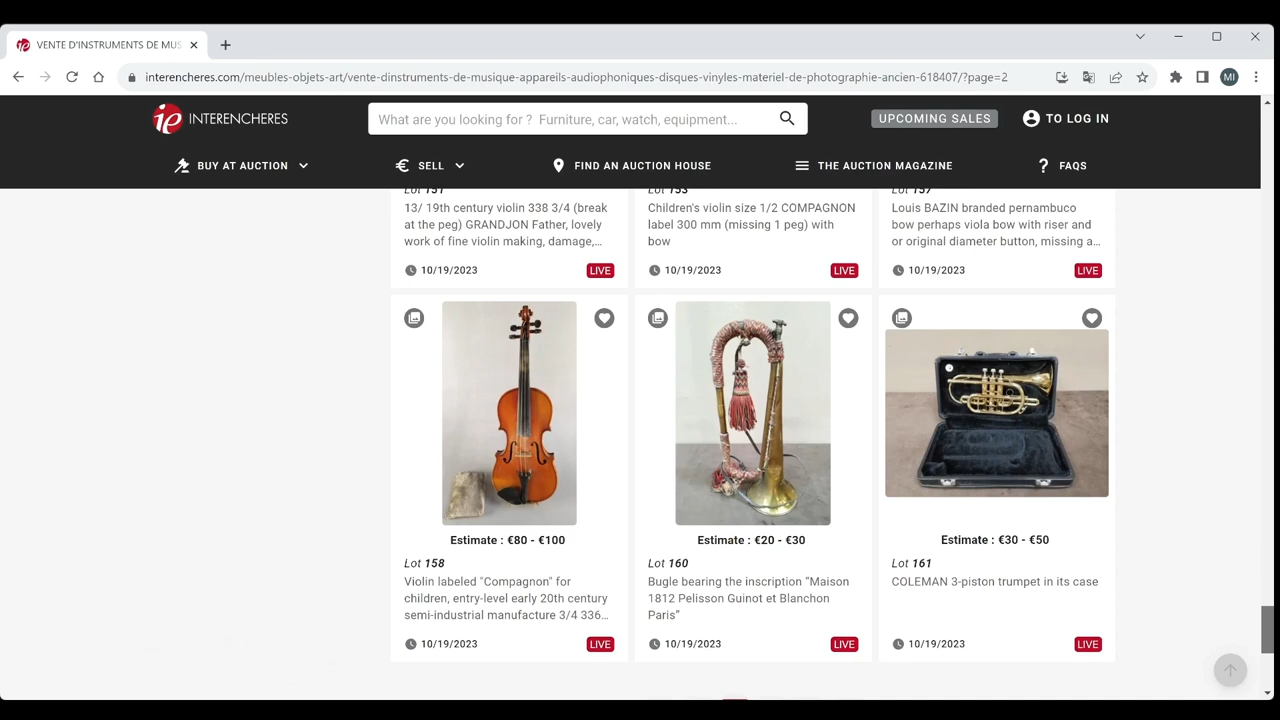 VENTE D'INSTRUMENTS DE MUS
interencheres.com/meubles-objets-art/vente-dinstruments-de-musique-appareils-audiophoniques-disques-vinyles-materiel-de-photographie-ancien-618407/?page=2
MI
ie INTERENCHERES
What are you looking for ? Furniture, car, watch, equipment...
UPCOMING SALES
TO LOG IN
BUY AT AUCTION
SELL
FIND AN AUCTION HOUSE
THE AUCTION MAGAZINE
FAQS
Lot 151
13/ 19th century violin 338 3/4 (break
at the peg) GRANDJON Father, lovely
work of fine violin making, damage,...
10/19/2023 LIVE
Lot 153
Children's violin size 1/2 COMPAGNON
label 300 mm (missing 1 peg) with
bow
10/19/2023 LIVE
Lot 157
Louis BAZIN branded pernambuco
bow perhaps viola bow with riser and
or original diameter button, missing a...
10/19/2023 LIVE
Estimate : €80 - €100
Lot 158
Violin labeled "Compagnon" for
children, entry-level early 20th century
semi-industrial manufacture 3/4 336...
10/19/2023 LIVE
Estimate : €20 - €30
Lot 160
Bugle bearing the inscription “Maison
1812 Pelisson Guinot et Blanchon
Paris”
10/19/2023 LIVE
Estimate : €30 - €50
Lot 161
COLEMAN 3-piston trumpet in its case
10/19/2023 LIVE